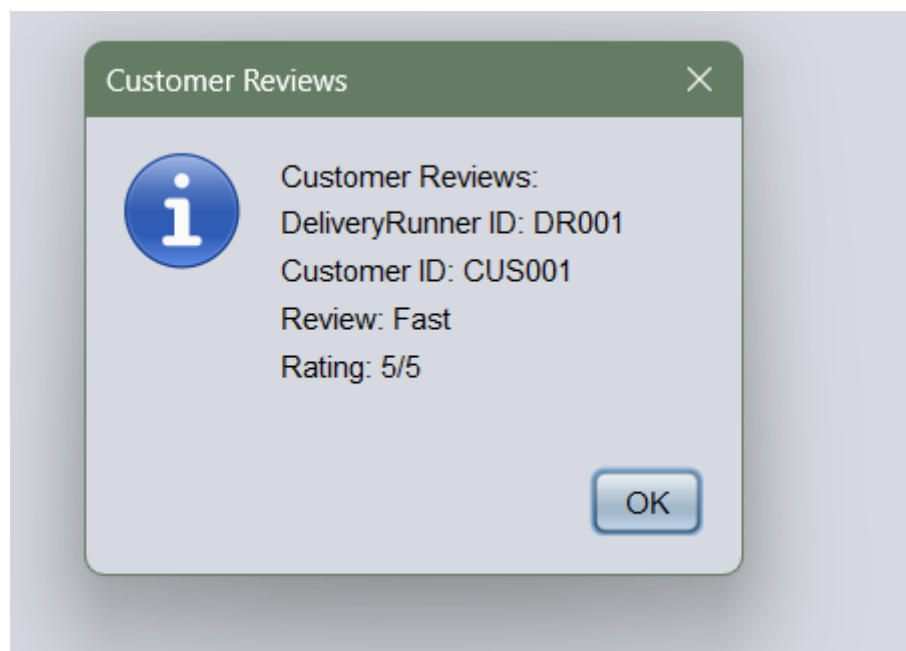 Customer Reviews
Customer Reviews:
DeliveryRunner ID: DR001
Customer ID: CUS001
Review: Fast
Rating: 5/5
OK